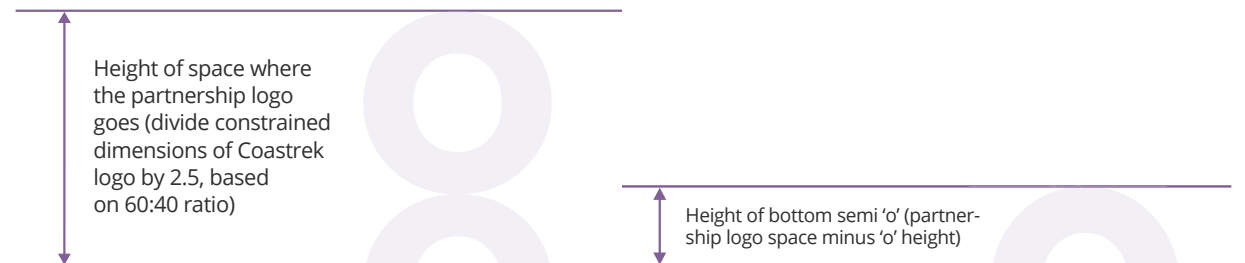 Height of space where
the partnership logo
goes (divide constrained
dimensions of Coastrek
logo by 2.5, based
on 60:40 ratio)
Height of bottom semi ‘o’ (partner-
ship logo space minus ‘o’ height)